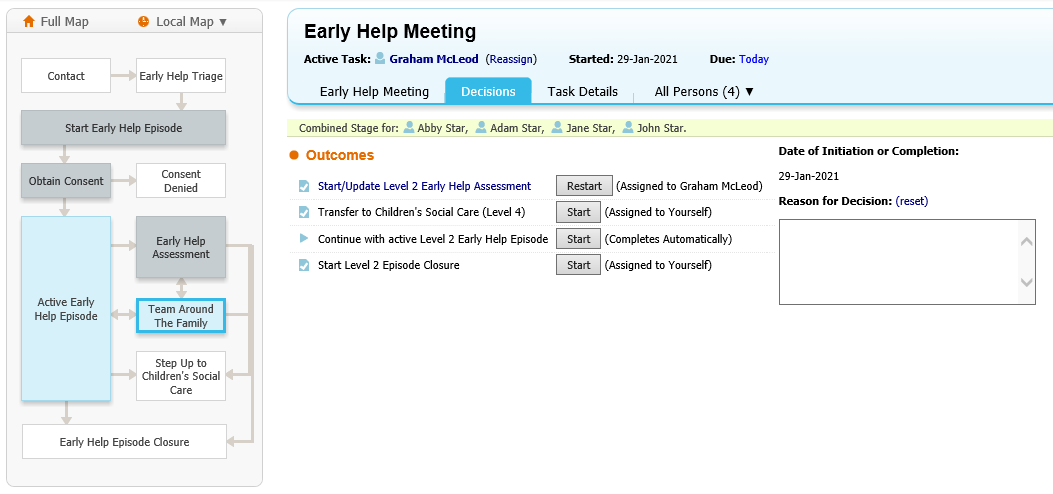 Full Map
Local Map ▼
Contact
Early Help Triage
Start Early Help Episode
Obtain Consent
Consent
Denied
Active Early
Help Episode
Early Help
Assessment
Team Around
The Family
Step Up to
Children's Social
Care
Early Help Episode Closure
Early Help Meeting
Active Task: Graham McLeod (Reassign) Started: 29-Jan-2021 Due: Today
Early Help Meeting Decisions Task Details All Persons (4) ▼
Combined Stage for: Abby Star, Adam Star, Jane Star, John Star.
Outcomes
Start/Update Level 2 Early Help Assessment Restart (Assigned to Graham McLeod)
Transfer to Children's Social Care (Level 4) Start (Assigned to Yourself)
Continue with active Level 2 Early Help Episode Start (Completes Automatically)
Start Level 2 Episode Closure Start (Assigned to Yourself)
Date of Initiation or Completion:
29-Jan-2021
Reason for Decision: (reset)